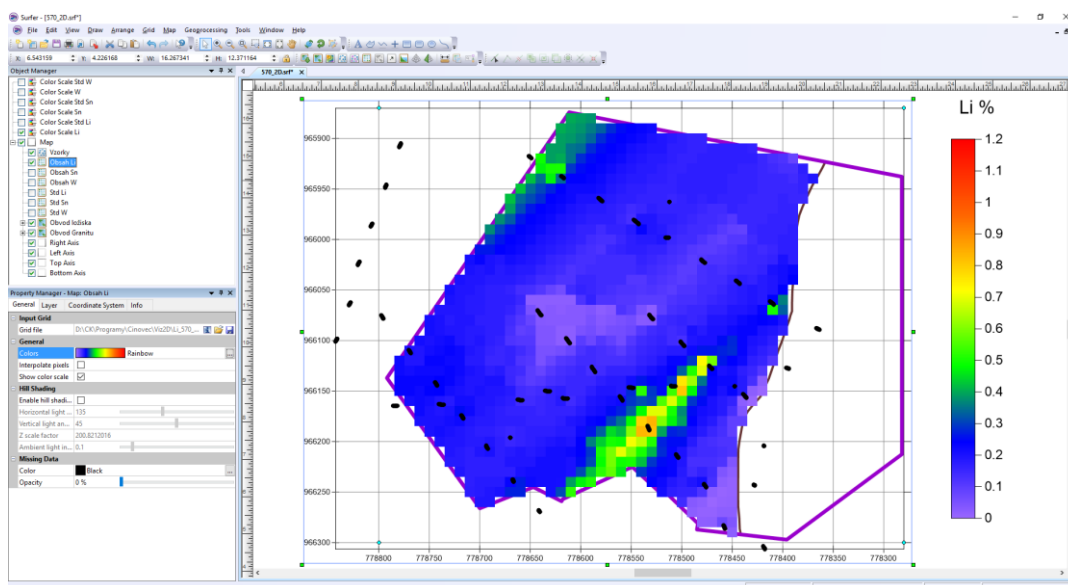 Surfer - [570_2D.srf*]
File Edit View Draw Arrange Grid Map Geoprocessing Tools Window Help
X: 6.543159 Y: 4.226168 W: 16.267341 H: 12.371164
Object Manager
570_2D.srf*
Color Scale Std W
Color Scale W
Color Scale Std Sn
Color Scale Sn
Color Scale Std Li
Color Scale Li
Map
Vzorky
Obsah Li
Obsah Sn
Obsah W
Std Li
Std Sn
Std W
Obvod ložiska
Obvod Granitu
Right Axis
Left Axis
Top Axis
Bottom Axis
Property Manager - Map: Obsah Li
General Layer Coordinate System Info
Input Grid
Grid file D:\CK\Programy\Cinovec\Viz2D\Li_570_...
General
Colors Rainbow
Interpolate pixels
Show color scale
Hill Shading
Enable hill shadi...
Horizontal light ... 135
Vertical light an... 45
Z scale factor 200.8212016
Ambient light in... 0.1
Missing Data
Color Black
Opacity 0 %
965900
965950
966000
966050
966100
966150
966200
966250
966300
778800 778750 778700 778650 778600 778550 778500 778450 778400 778350 778300
Li %
1.2
1.1
1
0.9
0.8
0.7
0.6
0.5
0.4
0.3
0.2
0.1
0